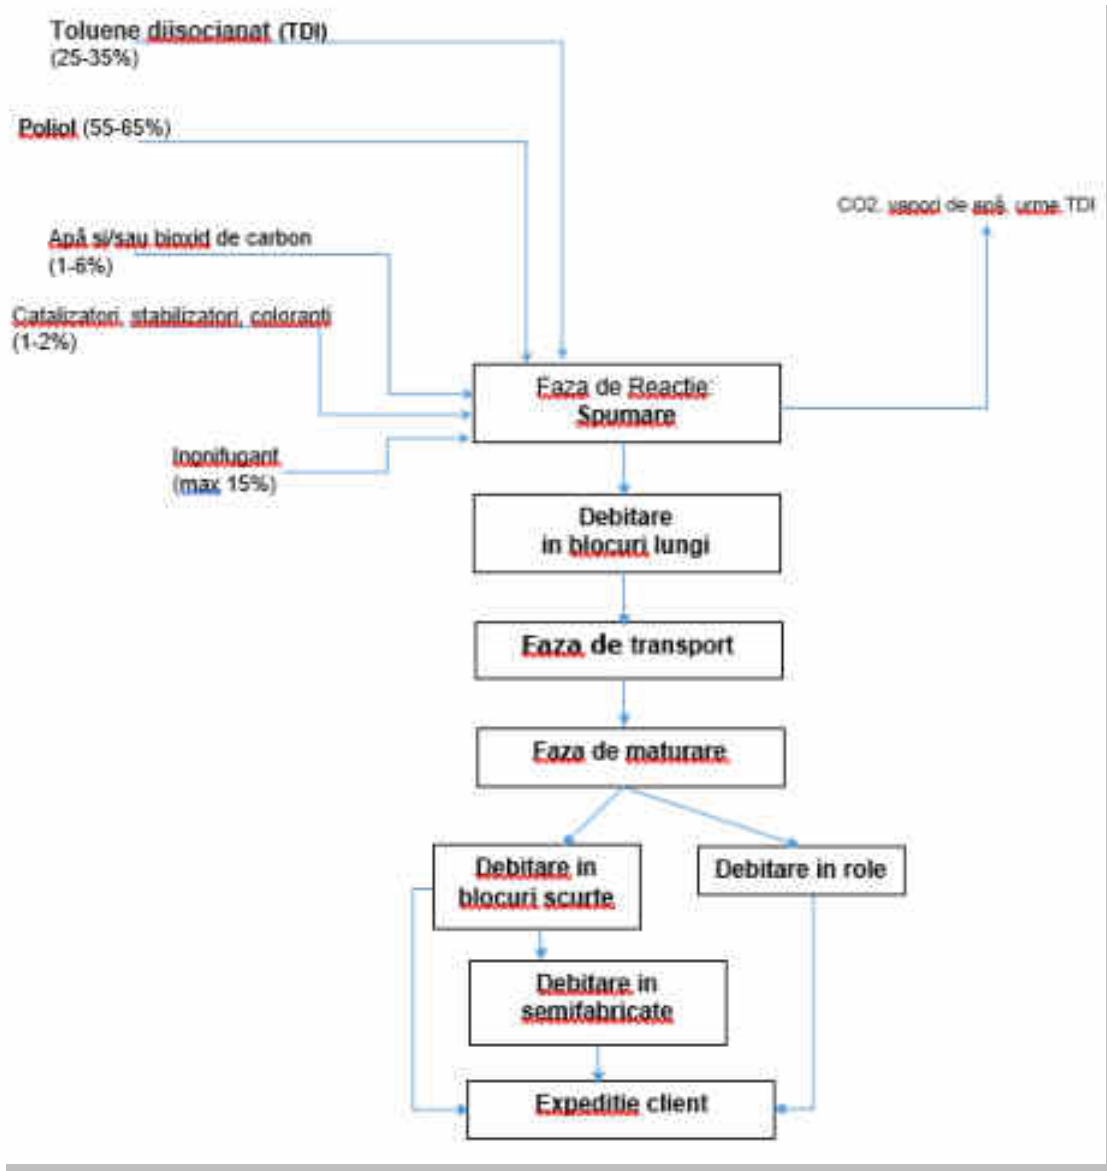 Toluene diisocianat (TDI)
(25-35%)
Poliol (55-65%)
CO2, vapori de apă, urme TDI
Apă si/sau bioxid de carbon
(1-6%)
Catalizatori, stabilizatori, coloranti
(1-2%)
Faza de Reactie
Spumare
Ingnifugant
(max 15%)
Debitare
in blocuri lungi
Faza de transport
Faza de maturare
Debitare in
blocuri scurte
Debitare in role
Debitare in
semifabricate
Expeditie client